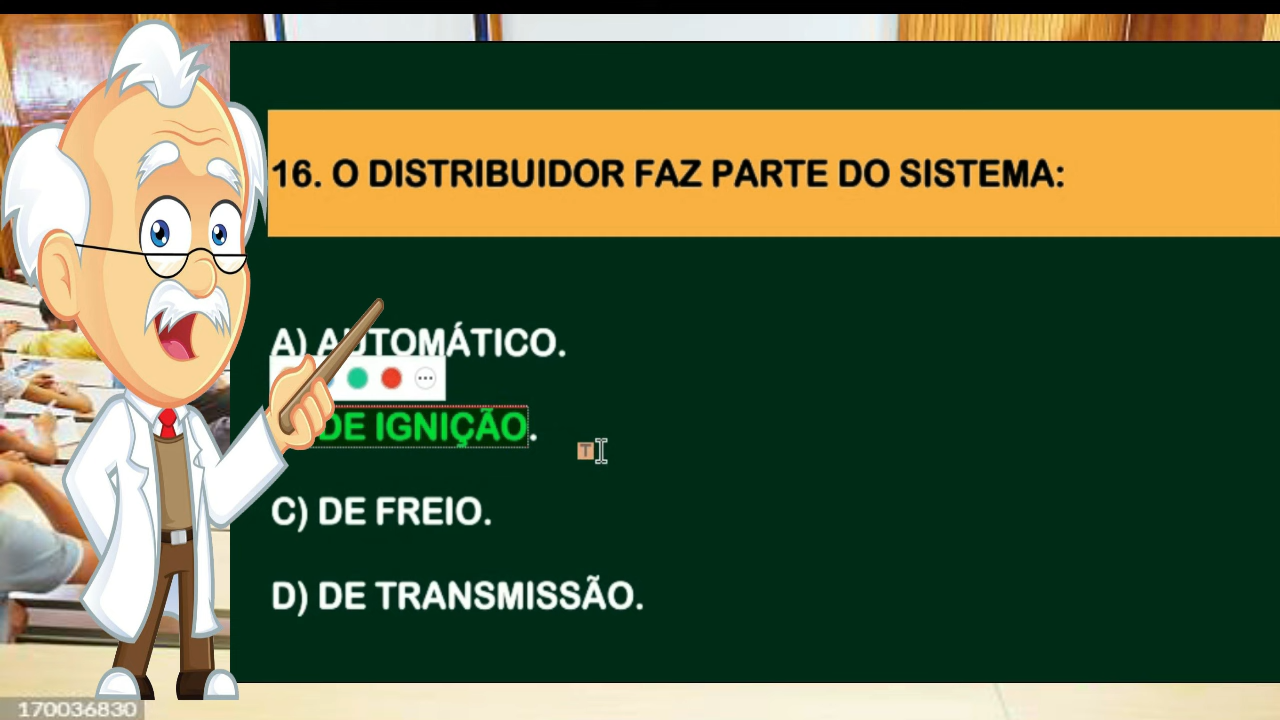 16. O DISTRIBUIDOR FAZ PARTE DO SISTEMA:
A) AUTOMÁTICO.
DE IGNIÇÃO.
T
C) DE FREIO.
D) DE TRANSMISSÃO.
170036830